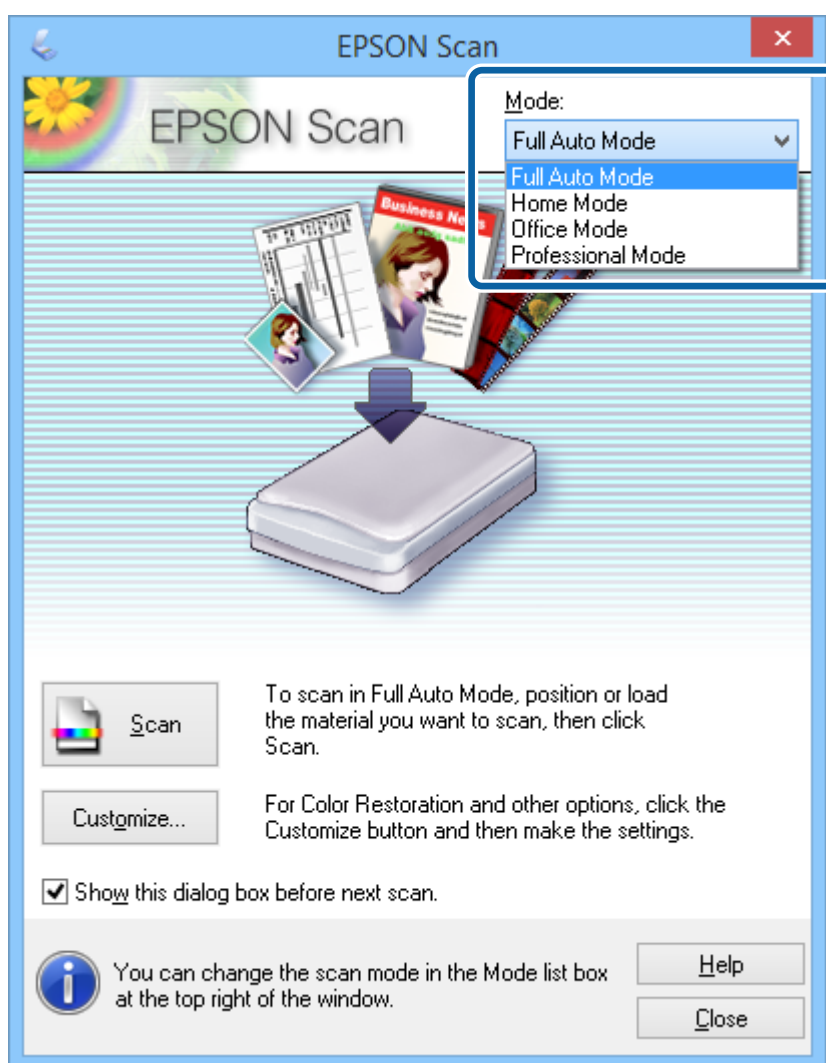 EPSON Scan
EPSON Scan
Mode:
Full Auto Mode
Full Auto Mode
Home Mode
Office Mode
Professional Mode
Business Ne s
Scan
To scan in Full Auto Mode, position or load
the material you want to scan, then click
Scan.
Customize...
For Color Restoration and other options, click the
Customize button and then make the settings.
Show this dialog box before next scan.
You can change the scan mode in the Mode list box
at the top right of the window.
Help
Close